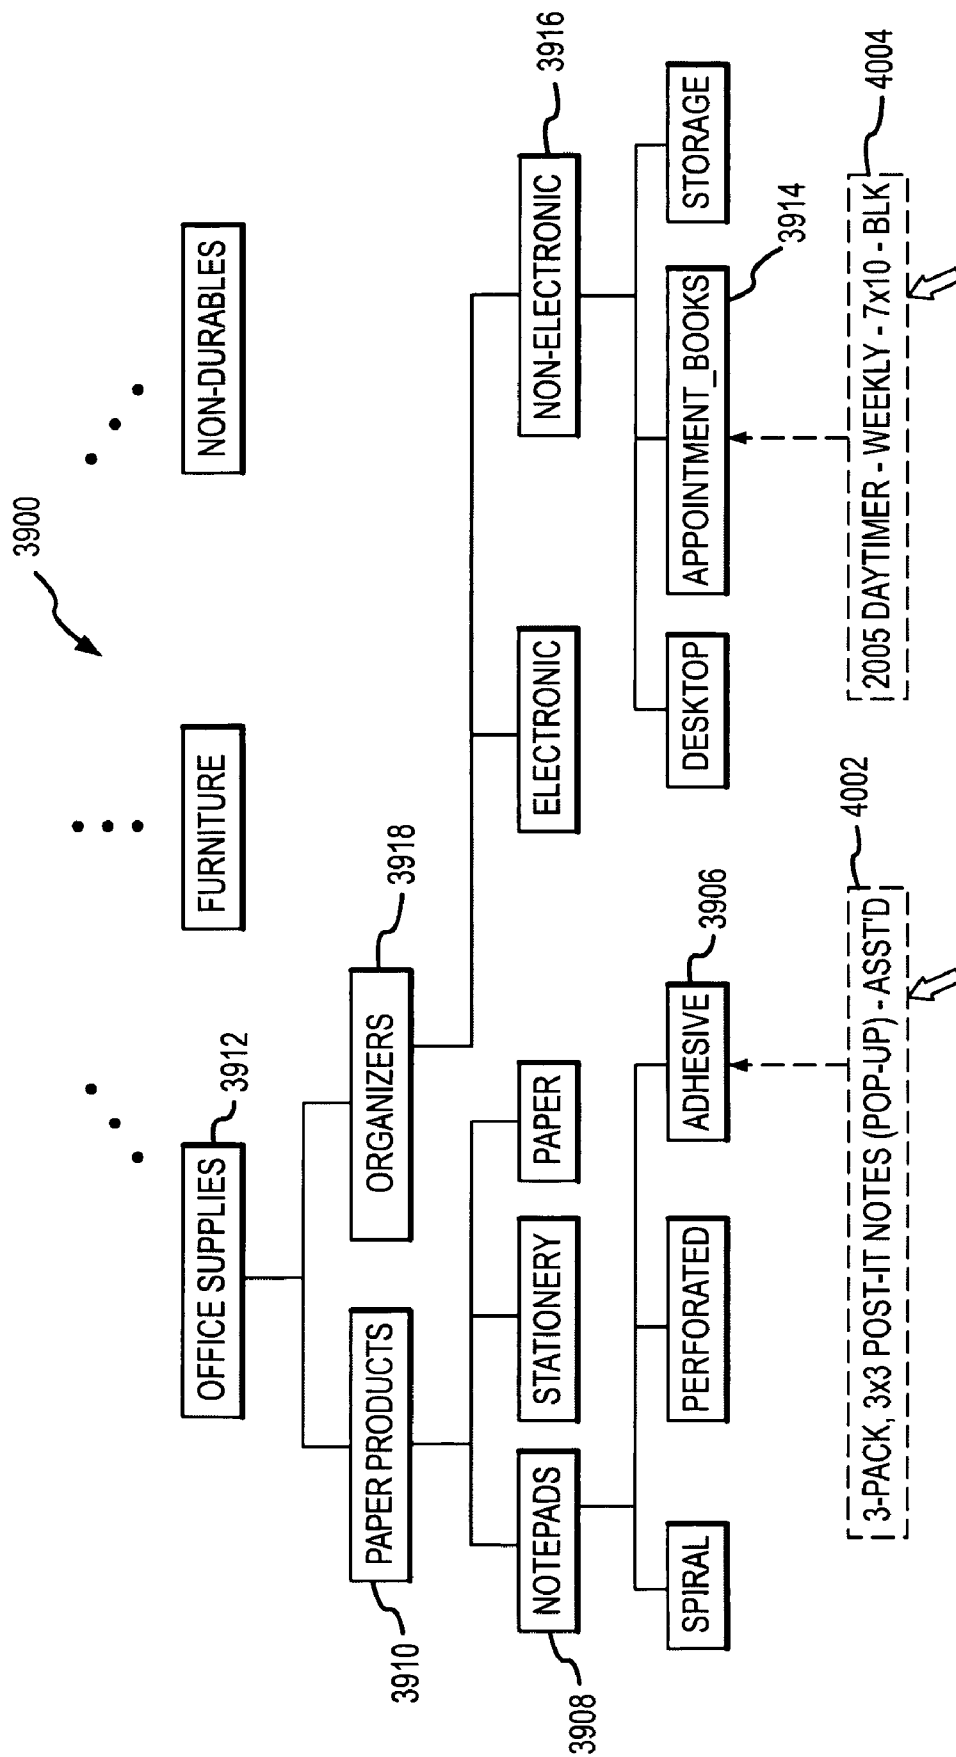 3900
OFFICE SUPPLIES
3912
FURNITURE
NON-DURABLES
PAPER PRODUCTS
3910
ORGANIZERS
3918
NOTEPADS
3908
STATIONERY
PAPER
ELECTRONIC
NON-ELECTRONIC
3916
SPIRAL
PERFORATED
ADHESIVE
3906
DESKTOP
APPOINTMENT_BOOKS
3914
STORAGE
3-PACK, 3x3 POST-IT NOTES (POP-UP) - ASST'D
4002
2005 DAYTIMER - WEEKLY - 7x10 - BLK
4004